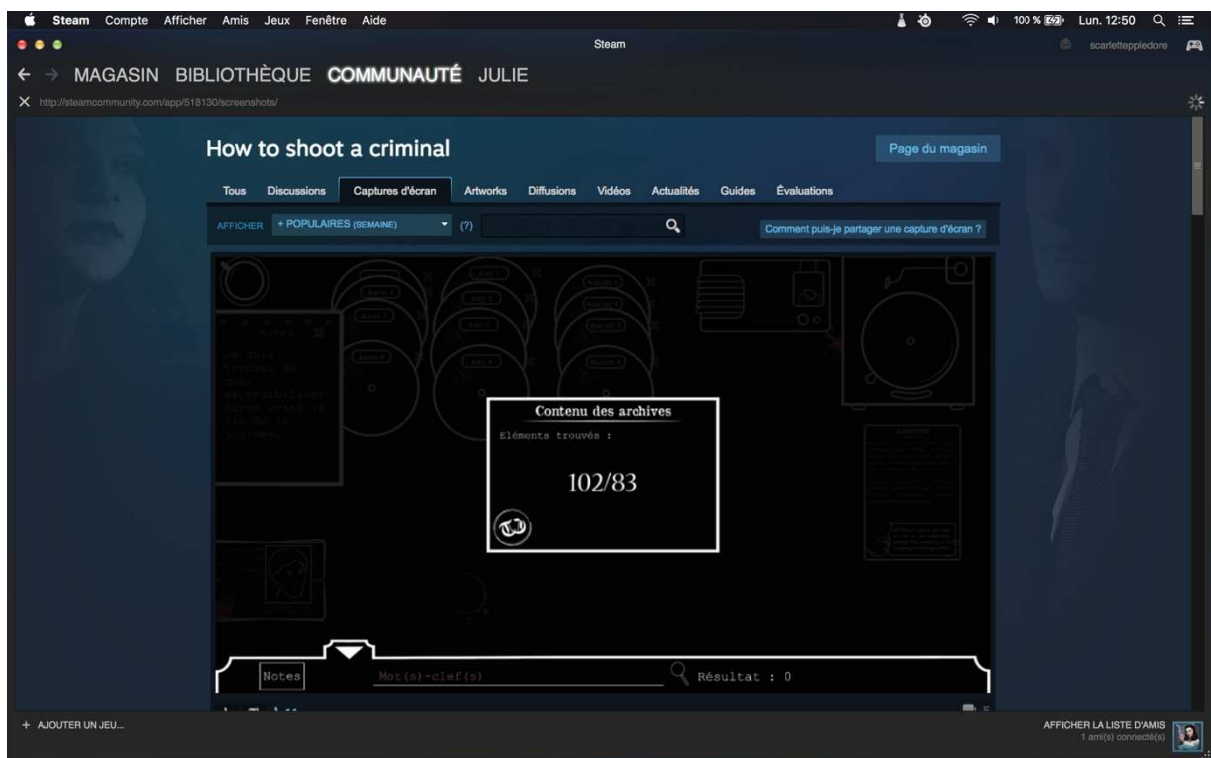 Steam Compte Afficher Amis Jeux Fenêtre Aide
100 % Lun. 12:50
Steam
scarletteppledore
MAGASIN BIBLIOTHÈQUE COMMUNAUTÉ JULIE
http://steamcommunity.com/app/518130/screenshots/
How to shoot a criminal
Page du magasin
Tous Discussions Captures d'écran Artworks Diffusions Vidéos Actualités Guides Évaluations
AFFICHER + POPULAIRES (SEMAINE) (?)
Comment puis-je partager une capture d'écran ?
Notes
Contenu des archives
Eléments trouvés :
102/83
Notes Mot(s)-clef(s) Résultat : 0
+ AJOUTER UN JEU...
AFFICHER LA LISTE D'AMIS
1 ami(s) connecté(s)